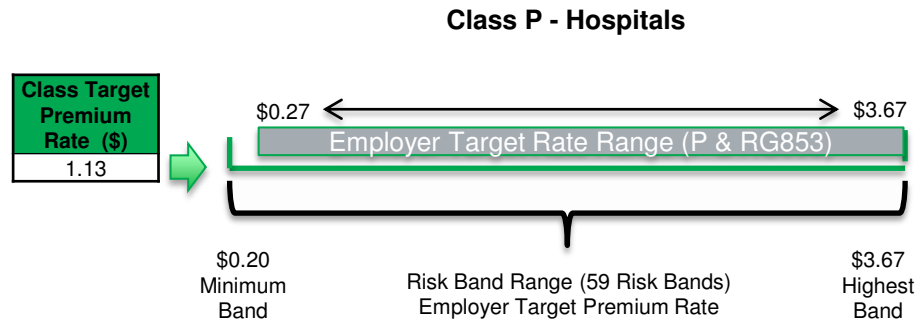 Class P - Hospitals
Class Target
Premium
Rate ($)
1.13
$0.27
$3.67
Employer Target Rate Range (P & RG853)
$0.20
Minimum
Band
Risk Band Range (59 Risk Bands)
Employer Target Premium Rate
$3.67
Highest
Band